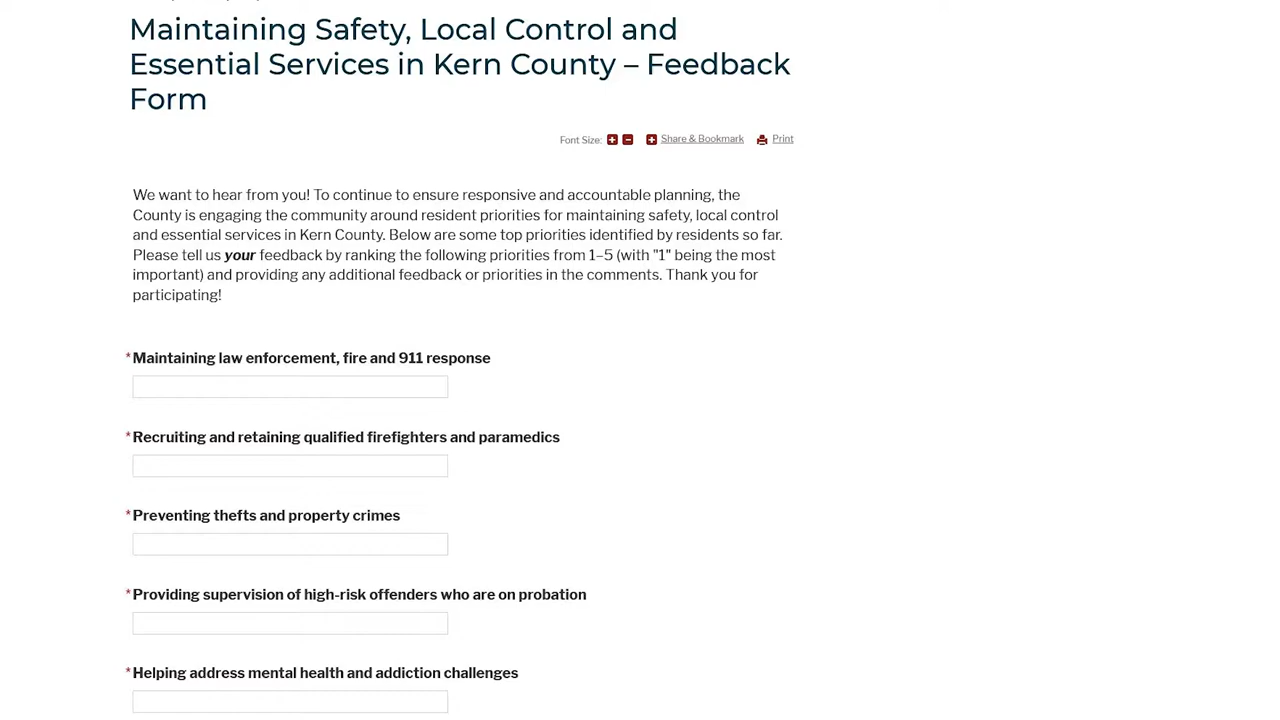 Maintaining Safety, Local Control and
Essential Services in Kern County – Feedback
Form
Font Size: + - + Share & Bookmark Print
We want to hear from you! To continue to ensure responsive and accountable planning, the
County is engaging the community around resident priorities for maintaining safety, local control
and essential services in Kern County. Below are some top priorities identified by residents so far.
Please tell us your feedback by ranking the following priorities from 1–5 (with "1" being the most
important) and providing any additional feedback or priorities in the comments. Thank you for
participating!
*Maintaining law enforcement, fire and 911 response
*Recruiting and retaining qualified firefighters and paramedics
*Preventing thefts and property crimes
*Providing supervision of high-risk offenders who are on probation
*Helping address mental health and addiction challenges